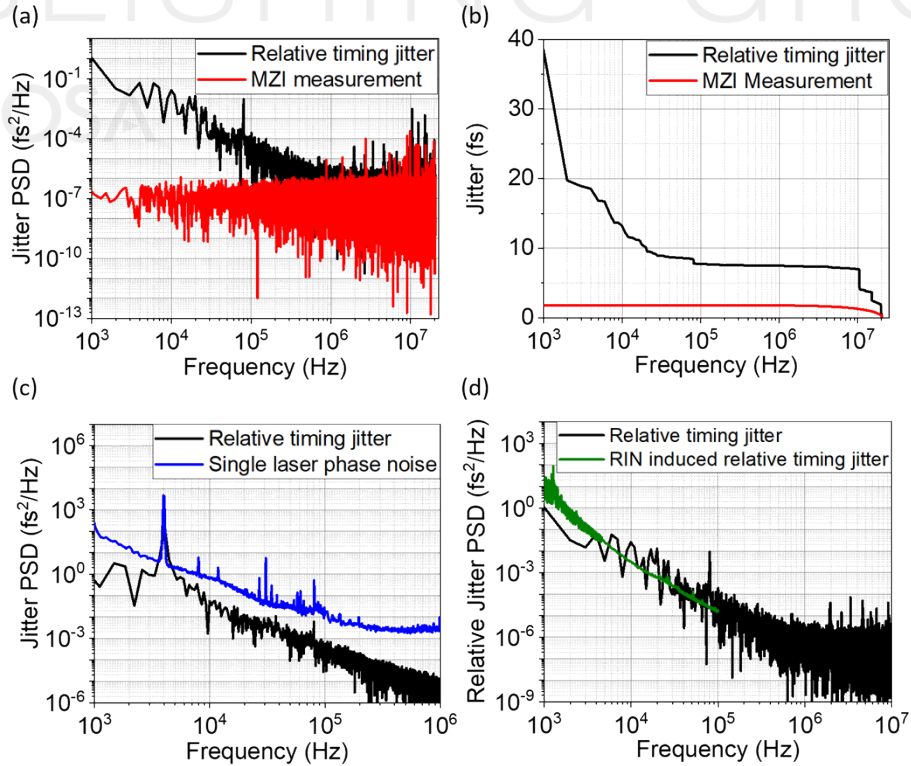 (a)
(b)
Relative timing jitter
MZI measurement
Jitter PSD (fs²/Hz)
10⁻¹
10⁻⁴
10⁻⁷
10⁻¹⁰
10⁻¹³
10³ 10⁴ 10⁵ 10⁶ 10⁷
Frequency (Hz)
Relative timing jitter
MZI Measurement
Jitter (fs)
40
30
20
10
0
10³ 10⁴ 10⁵ 10⁶ 10⁷
Frequency (Hz)
(c)
(d)
Relative timing jitter
Single laser phase noise
Jitter PSD (fs²/Hz)
10⁶
10³
10⁰
10⁻³
10⁻⁶
10³ 10⁴ 10⁵ 10⁶
Frequency (Hz)
Relative timing jitter
RIN induced relative timing jitter
Relative Jitter PSD (fs²/Hz)
10³
10⁰
10⁻³
10⁻⁶
10⁻⁹
10³ 10⁴ 10⁵ 10⁶ 10⁷
Frequency (Hz)